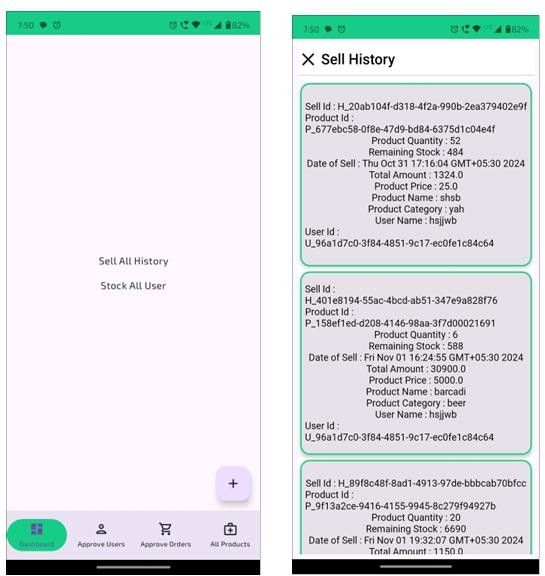 7:50 LTE 82%
Sell All History
Stock All User
+
Dashboard Approve Users Approve Orders All Products
7:50 LTE 82%
Sell History
Sell Id : H_20ab104f-d318-4f2a-990b-2ea379402e9f
Product Id :
P_677ebc58-0f8e-47d9-bd84-6375d1c04e4f
Product Quantity : 52
Remaining Stock : 484
Date of Sell : Thu Oct 31 17:16:04 GMT+05:30 2024
Total Amount : 1324.0
Product Price : 25.0
Product Name : shsb
Product Category : yah
User Name : hsjjwb
User Id :
U_96a1d7c0-3f84-4851-9c17-ec0fe1c84c64
Sell Id :
H_401e8194-55ac-4bcd-ab51-347e9a828f76
Product Id :
P_158ef1ed-d208-4146-98aa-3f7d00021691
Product Quantity : 6
Remaining Stock : 588
Date of Sell : Fri Nov 01 16:24:55 GMT+05:30 2024
Total Amount : 30900.0
Product Price : 5000.0
Product Name : barcadi
Product Category : beer
User Name : hsjjwb
User Id :
U_96a1d7c0-3f84-4851-9c17-ec0fe1c84c64
Sell Id : H_89f8c48f-8ad1-4913-97de-bbbcab70bfcc
Product Id :
P_9f13a2ce-9416-4155-9945-8c279f94927b
Product Quantity : 20
Remaining Stock : 6690
Date of Sell : Fri Nov 01 19:32:07 GMT+05:30 2024
Total Amount : 1150.0